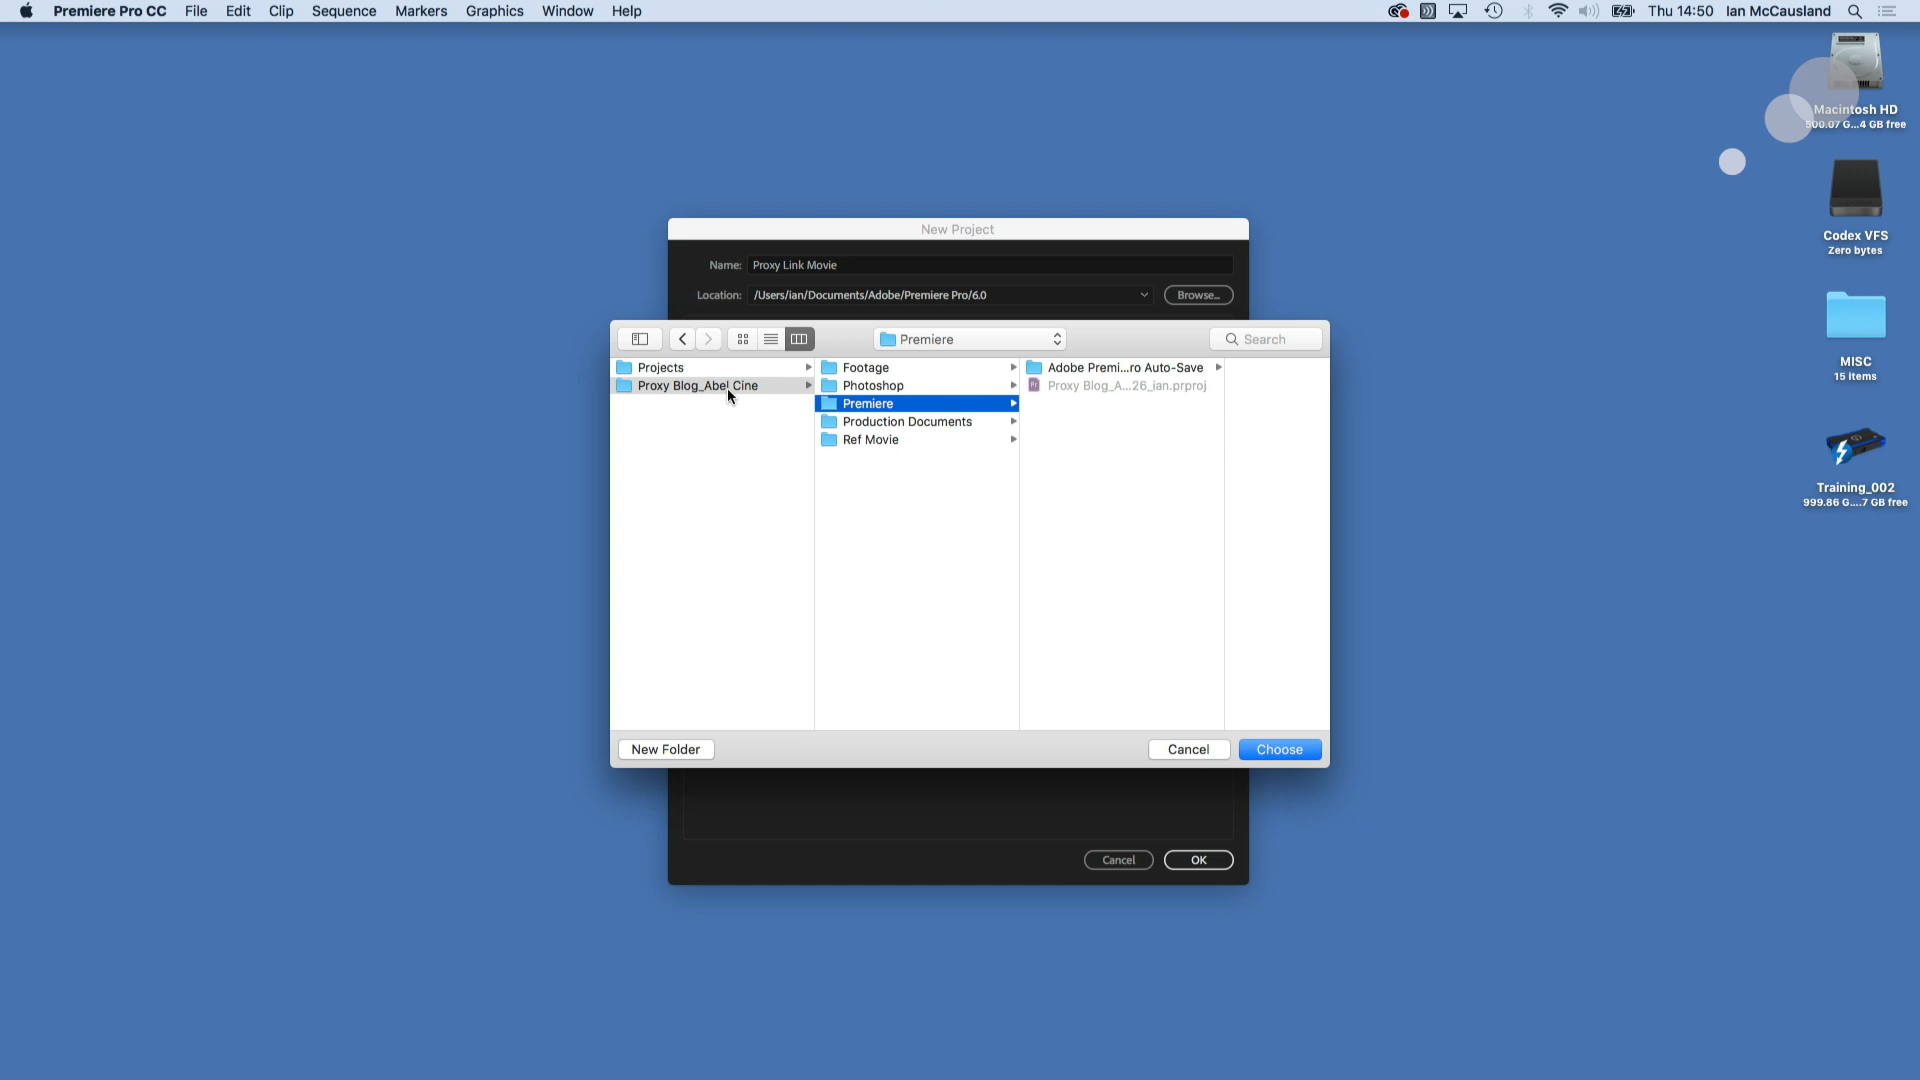 Premiere Pro CC File Edit Clip Sequence Markers Graphics Window Help Thu 14:50 Ian McCausland
Macintosh HD
500.07 G...4 GB free
Codex VFS
Zero bytes
MISC
15 items
Training_002
999.86 G....7 GB free
New Project
Name: Proxy Link Movie
Location: /Users/ian/Documents/Adobe/Premiere Pro/6.0 Browse...
Premiere Search
Projects Footage Adobe Premi...ro Auto-Save
Proxy Blog_Abel Cine Photoshop Proxy Blog_A...26_ian.prproj
Premiere
Production Documents
Ref Movie
New Folder Cancel Choose
Cancel OK